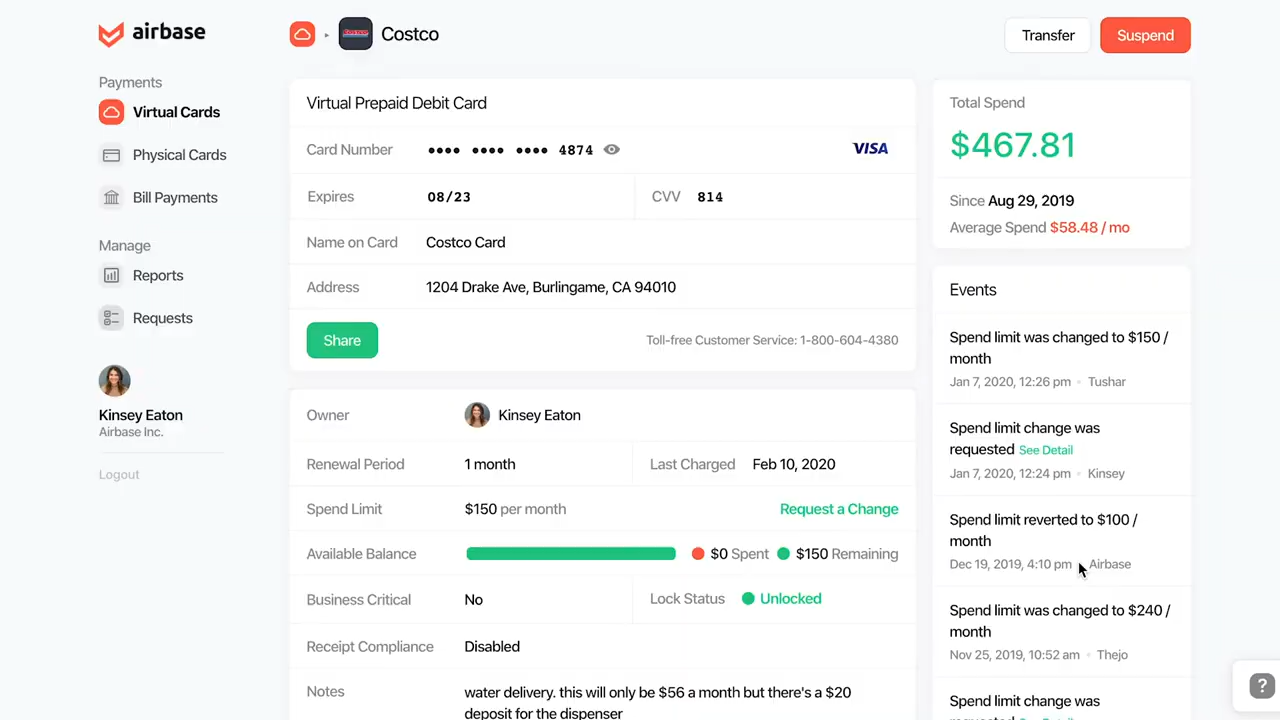 airbase
Payments
Virtual Cards
Physical Cards
Bill Payments
Manage
Reports
Requests
Kinsey Eaton
Airbase Inc.
Logout
Costco
Costco
Transfer
Suspend
Virtual Prepaid Debit Card
Card Number •••• •••• •••• 4874 VISA
Expires 08/23 CVV 814
Name on Card Costco Card
Address 1204 Drake Ave, Burlingame, CA 94010
Share Toll-free Customer Service: 1-800-604-4380
Owner Kinsey Eaton
Renewal Period 1 month Last Charged Feb 10, 2020
Spend Limit $150 per month Request a Change
Available Balance $0 Spent $150 Remaining
Business Critical No Lock Status Unlocked
Receipt Compliance Disabled
Notes water delivery. this will only be $56 a month but there's a $20
deposit for the dispenser
Total Spend
$467.81
Since Aug 29, 2019
Average Spend $58.48 / mo
Events
Spend limit was changed to $150 /
month
Jan 7, 2020, 12:26 pm • Tushar
Spend limit change was
requested See Detail
Jan 7, 2020, 12:24 pm • Kinsey
Spend limit reverted to $100 /
month
Dec 19, 2019, 4:10 pm Airbase
Spend limit was changed to $240 /
month
Nov 25, 2019, 10:52 am • Thejo
Spend limit change was
requested See Detail
?